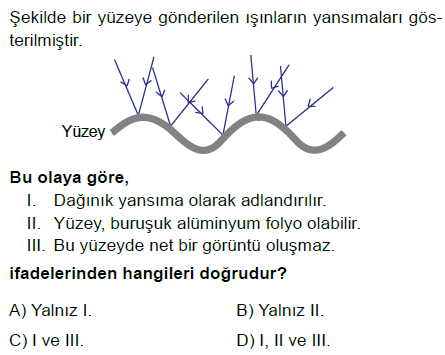 Şekilde bir yüzeye gönderilen ışınların yansımaları gös-
terilmiştir.
Yüzey
Bu olaya göre,
I. Dağınık yansıma olarak adlandırılır.
II. Yüzey, buruşuk alüminyum folyo olabilir.
III. Bu yüzeyde net bir görüntü oluşmaz.
ifadelerinden hangileri doğrudur?
A) Yalnız I. B) Yalnız II.
C) I ve III. D) I, II ve III.